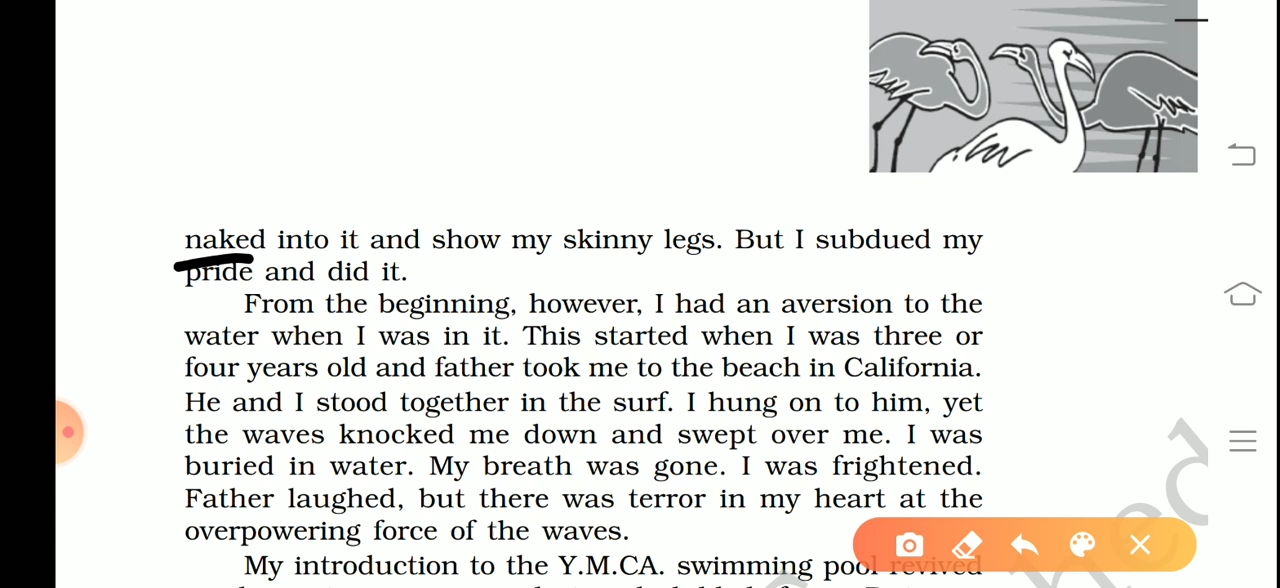 naked into it and show my skinny legs. But I subdued my
pride and did it.
From the beginning, however, I had an aversion to the
water when I was in it. This started when I was three or
four years old and father took me to the beach in California.
He and I stood together in the surf. I hung on to him, yet
the waves knocked me down and swept over me. I was
buried in water. My breath was gone. I was frightened.
Father laughed, but there was terror in my heart at the
overpowering force of the waves.
My introduction to the Y.M.CA. swimming pool revived